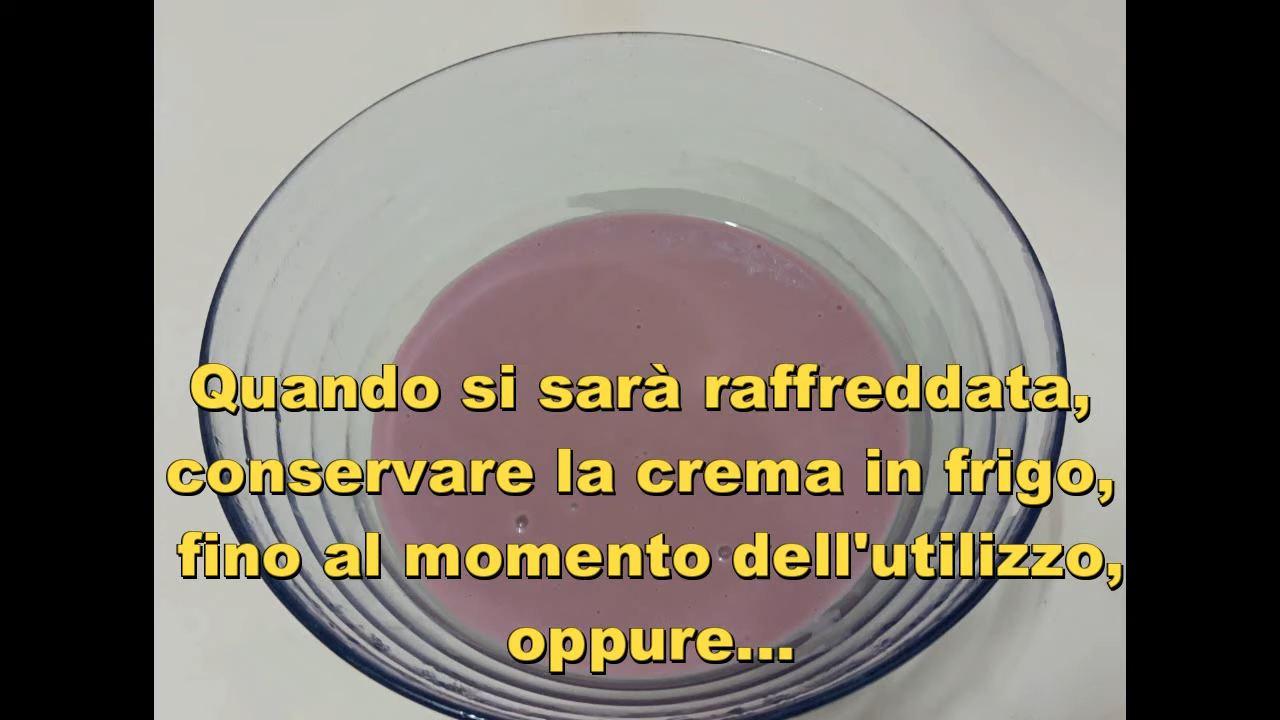 Quando si sarà raffreddata,
conservare la crema in frigo,
fino al momento dell'utilizzo,
oppure...